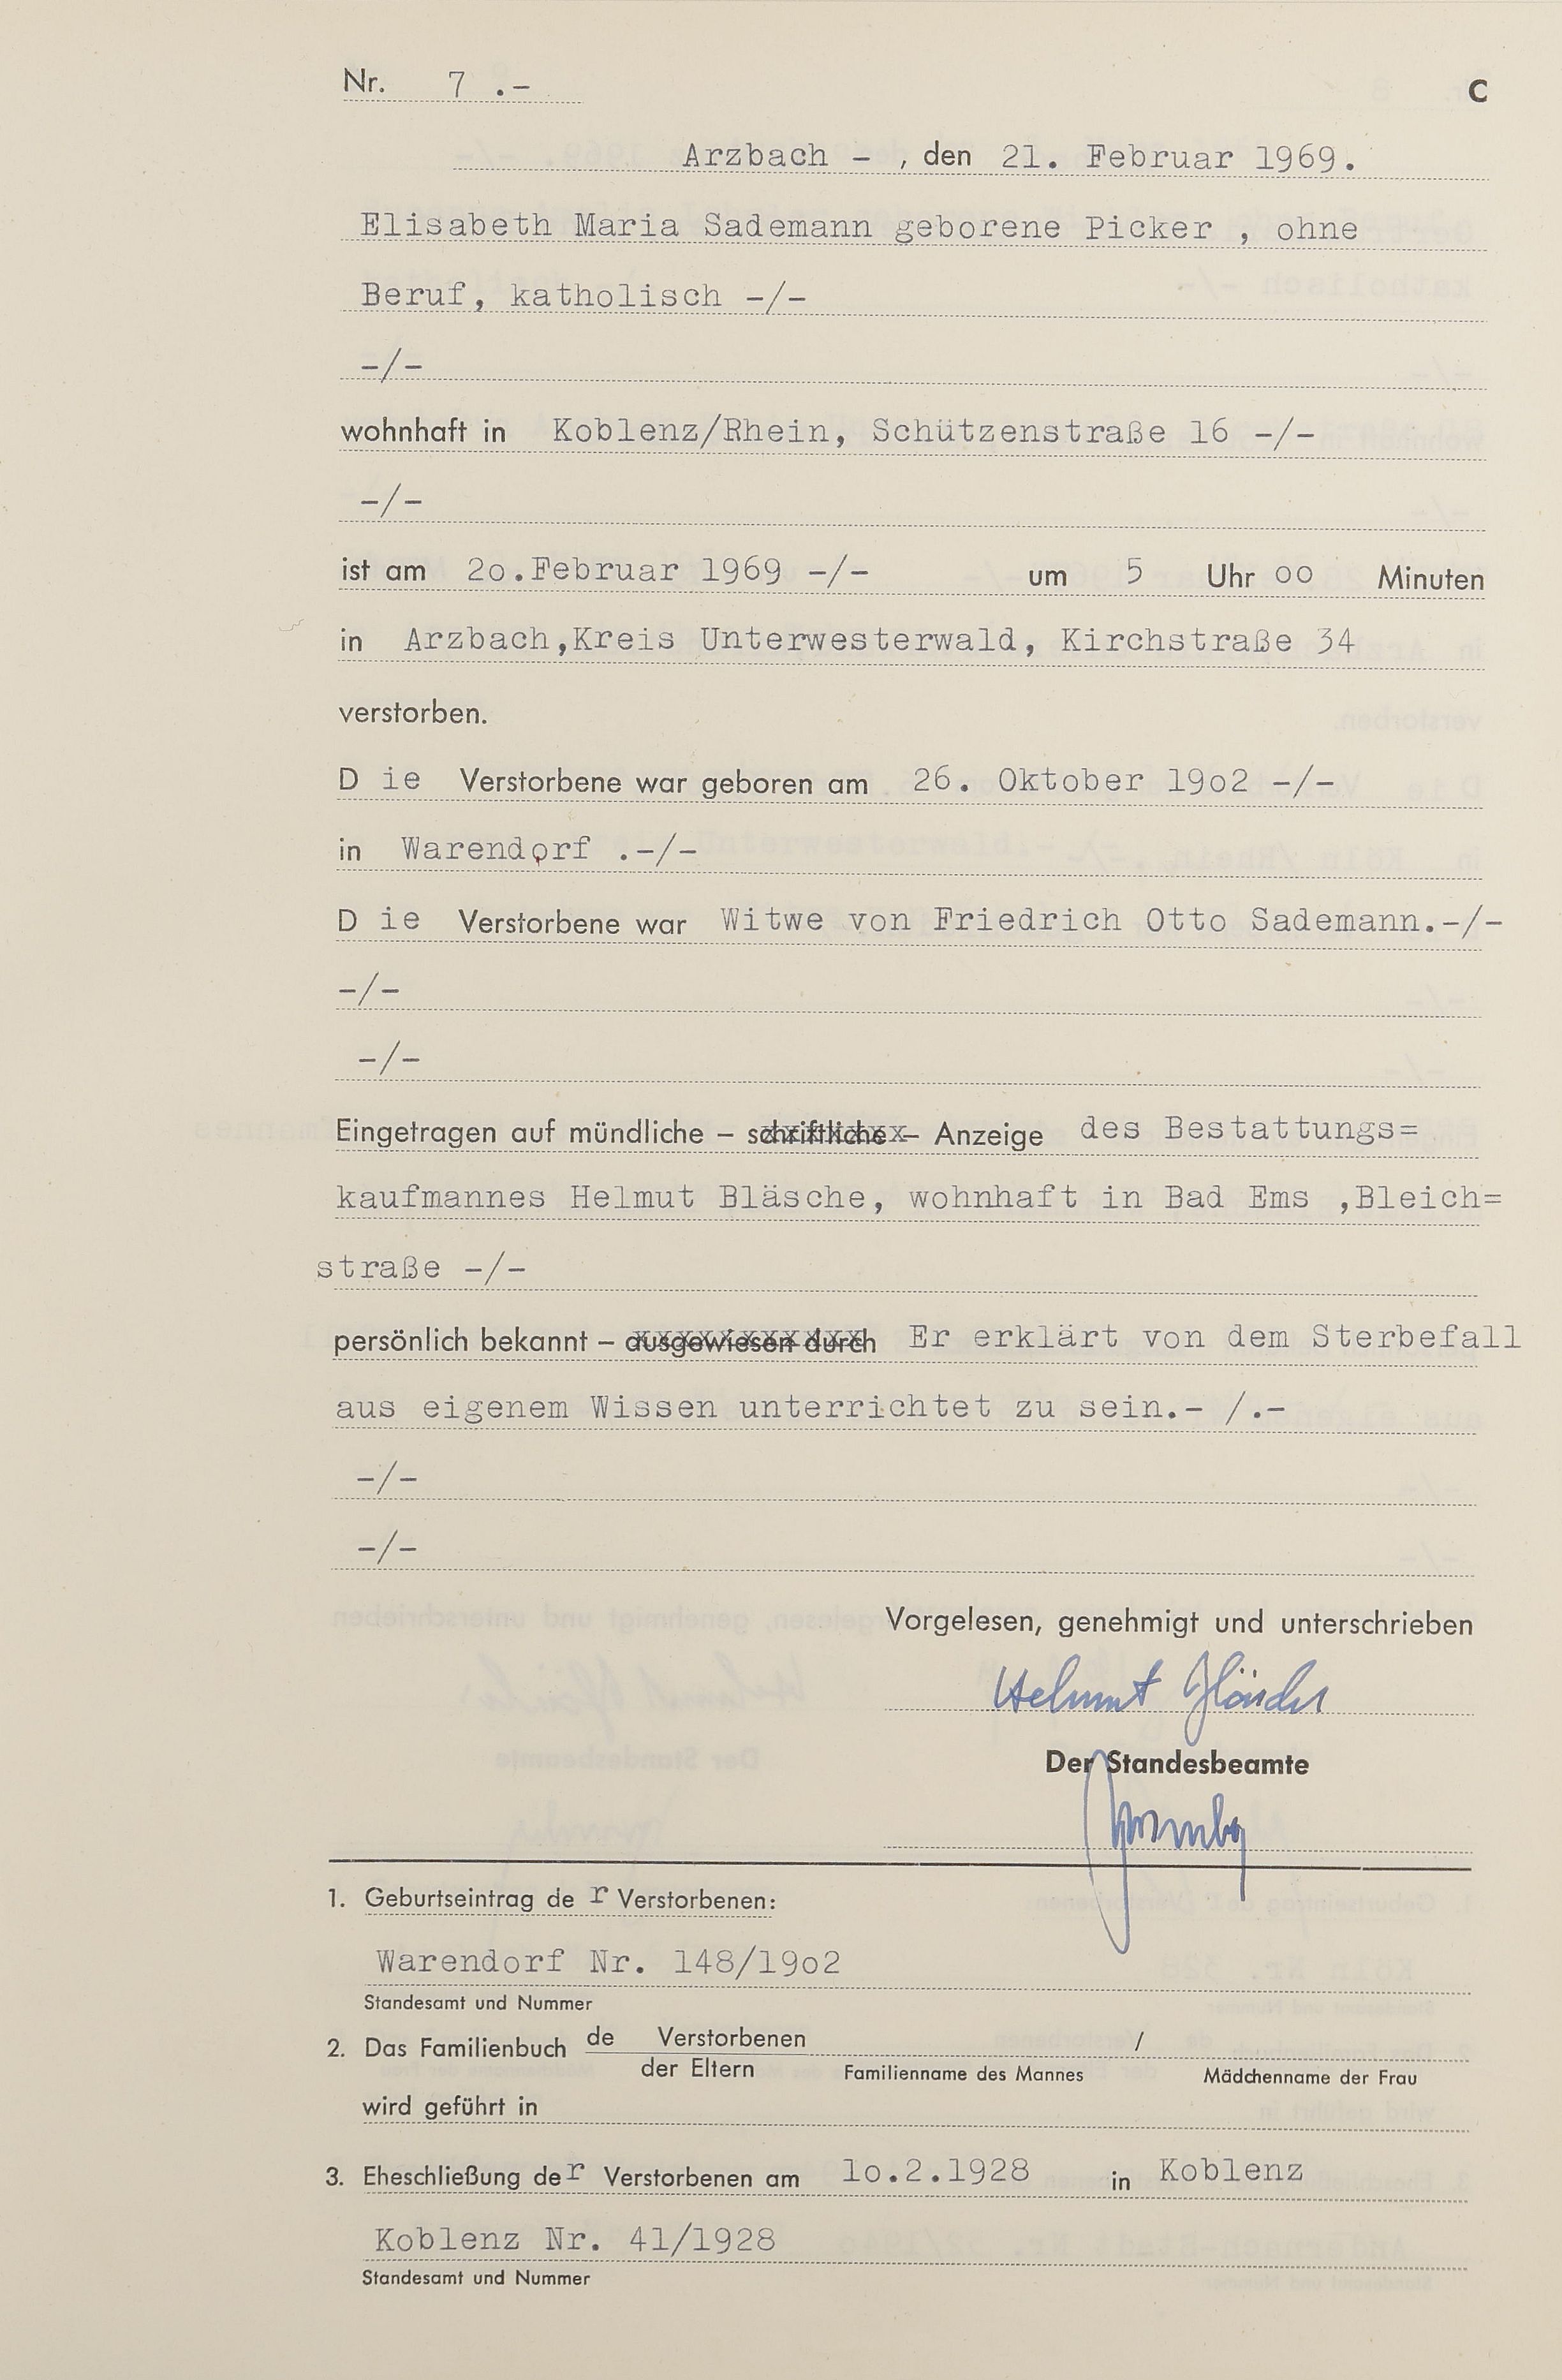 Nr. 7 .-
C
Arzbach - , den 21. Februar 1969.
Elisabeth Maria Sademann geborene Picker , ohne
Beruf, katholisch -/-
-/-
wohnhaft in Koblenz/Rhein, Schützenstraße 16 -/-
-/-
ist am 2o.Februar 1969 -/- um 5 Uhr oo Minuten
in Arzbach,Kreis Unterwesterwald, Kirchstraße 34
verstorben.
D ie Verstorbene war geboren am 26. Oktober 19o2 -/-
in Warendorf .-/-
D ie Verstorbene war Witwe von Friedrich Otto Sademann.-/-
-/-
-/-
Eingetragen auf mündliche – schriftliche – Anzeige des Bestattungs=
kaufmannes Helmut Bläsche, wohnhaft in Bad Ems ,Bleich=
straße -/-
persönlich bekannt – ausgewiesen durch Er erklärt von dem Sterbefall
aus eigenem Wissen unterrichtet zu sein.- /.-
-/-
-/-
Vorgelesen, genehmigt und unterschrieben
Helmut Bläsche
Der Standesbeamte
1. Geburtseintrag de r Verstorbenen:
Warendorf Nr. 148/19o2
Standesamt und Nummer
2. Das Familienbuch de Verstorbenen /
der Eltern Familienname des Mannes Mädchenname der Frau
wird geführt in
3. Eheschließung der Verstorbenen am 1o.2.1928 in Koblenz
Koblenz Nr. 41/1928
Standesamt und Nummer